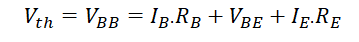 V_th = V_BB = I_B.R_B + V_BE + I_E.R_E